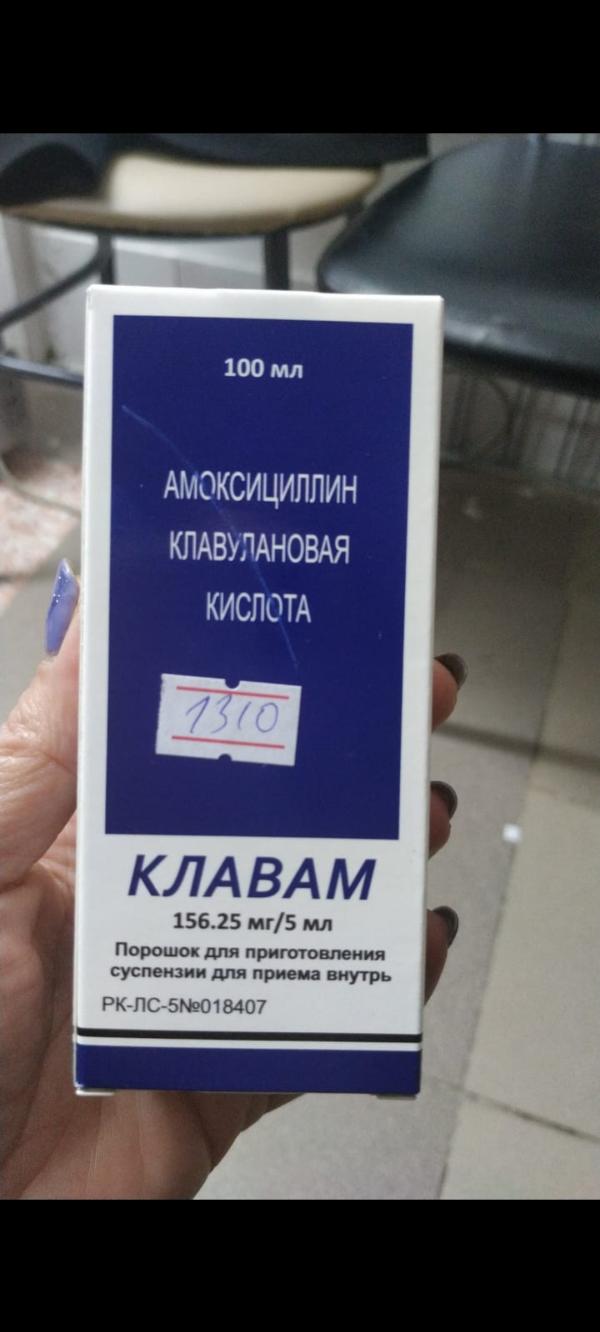 100 мл
АМОКСИЦИЛЛИН
КЛАВУЛАНОВАЯ
КИСЛОТА
1310
КЛАВАМ
156.25 мг/5 мл
Порошок для приготовления
суспензии для приема внутрь
РК-ЛС-5№018407